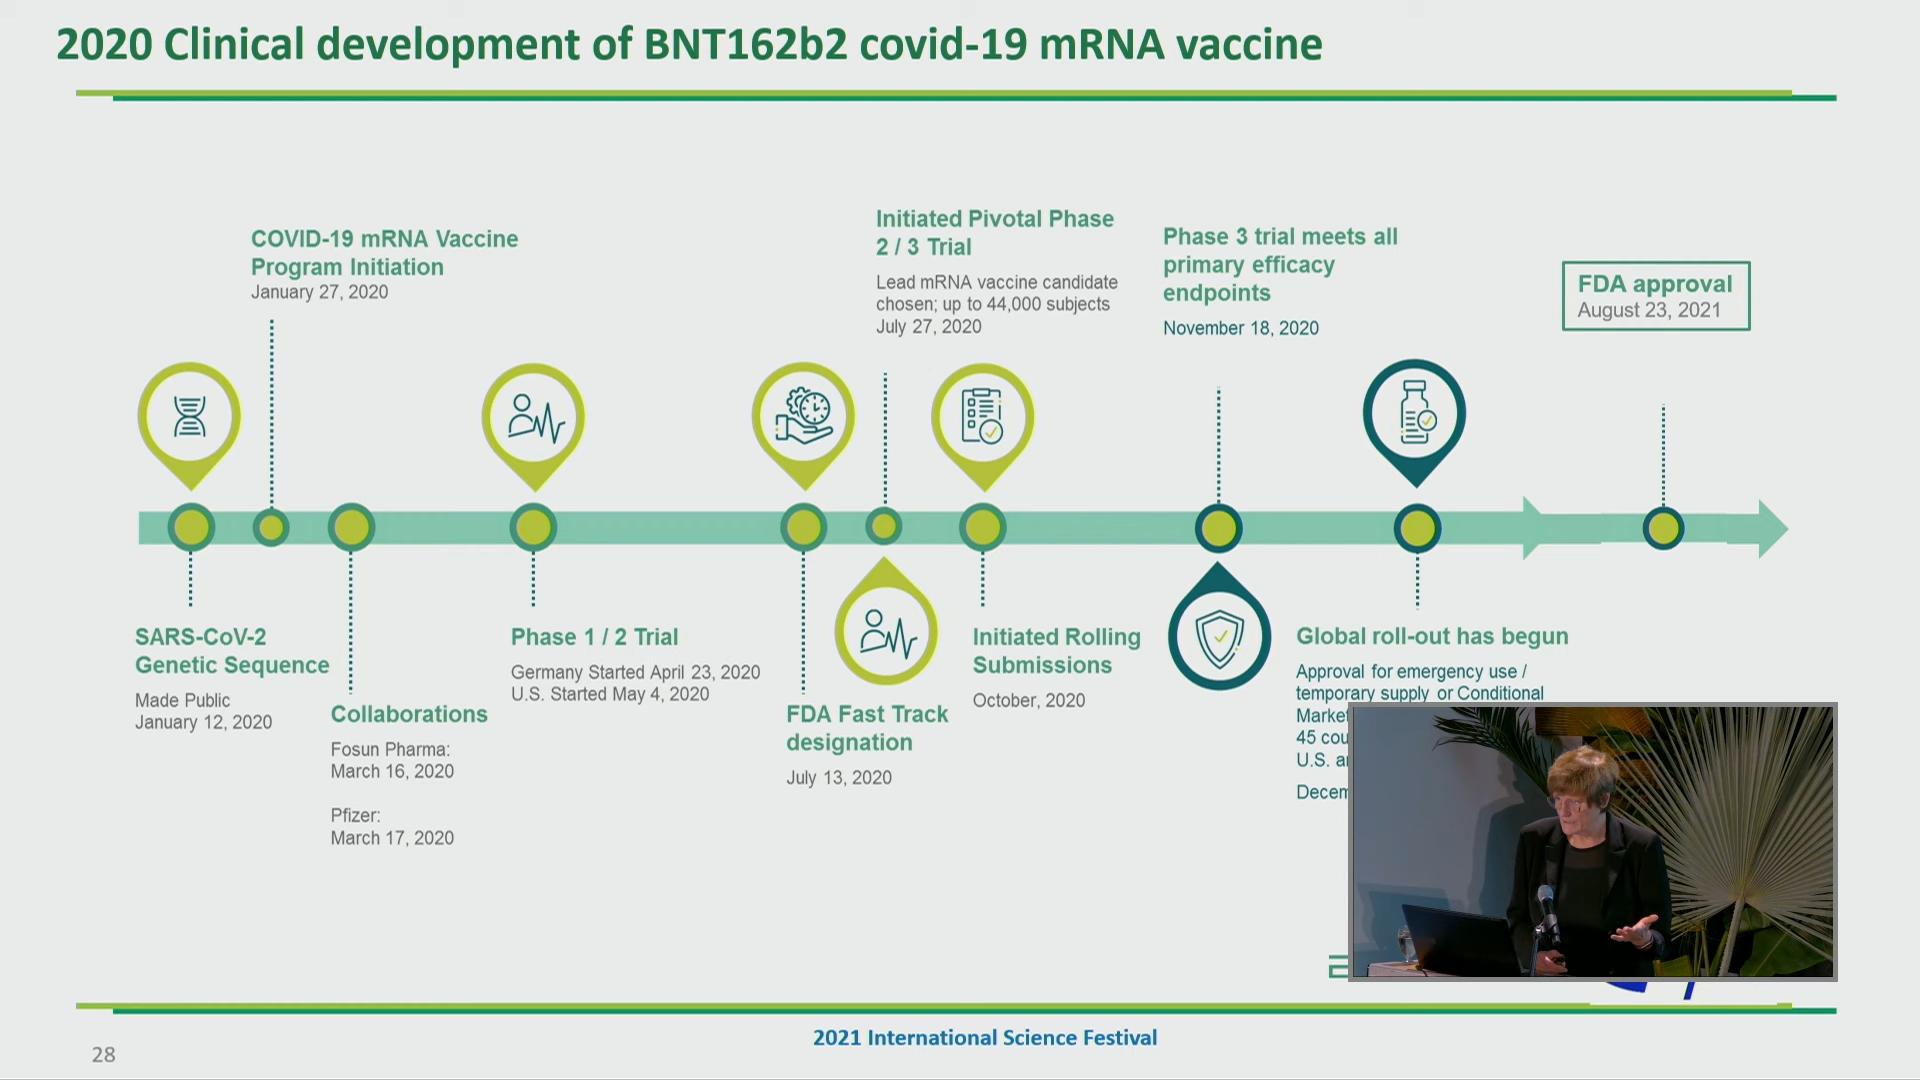 2020 Clinical development of BNT162b2 covid-19 mRNA vaccine
COVID-19 mRNA Vaccine
Program Initiation
January 27, 2020
Initiated Pivotal Phase
2 / 3 Trial
Lead mRNA vaccine candidate
chosen; up to 44,000 subjects
July 27, 2020
Phase 3 trial meets all
primary efficacy
endpoints
November 18, 2020
FDA approval
August 23, 2021
SARS-CoV-2
Genetic Sequence
Made Public
January 12, 2020
Collaborations
Fosun Pharma:
March 16, 2020
Pfizer:
March 17, 2020
Phase 1 / 2 Trial
Germany Started April 23, 2020
U.S. Started May 4, 2020
FDA Fast Track
designation
July 13, 2020
Initiated Rolling
Submissions
October, 2020
Global roll-out has begun
Approval for emergency use /
temporary supply or Conditional
45
U.S.
2021 International Science Festival
28